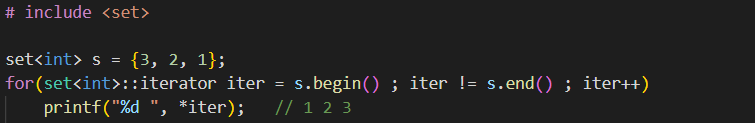 # include <set>
set<int> s = {3, 2, 1};
for(set<int>::iterator iter = s.begin() ; iter != s.end() ; iter++)
    printf("%d ", *iter);   // 1 2 3